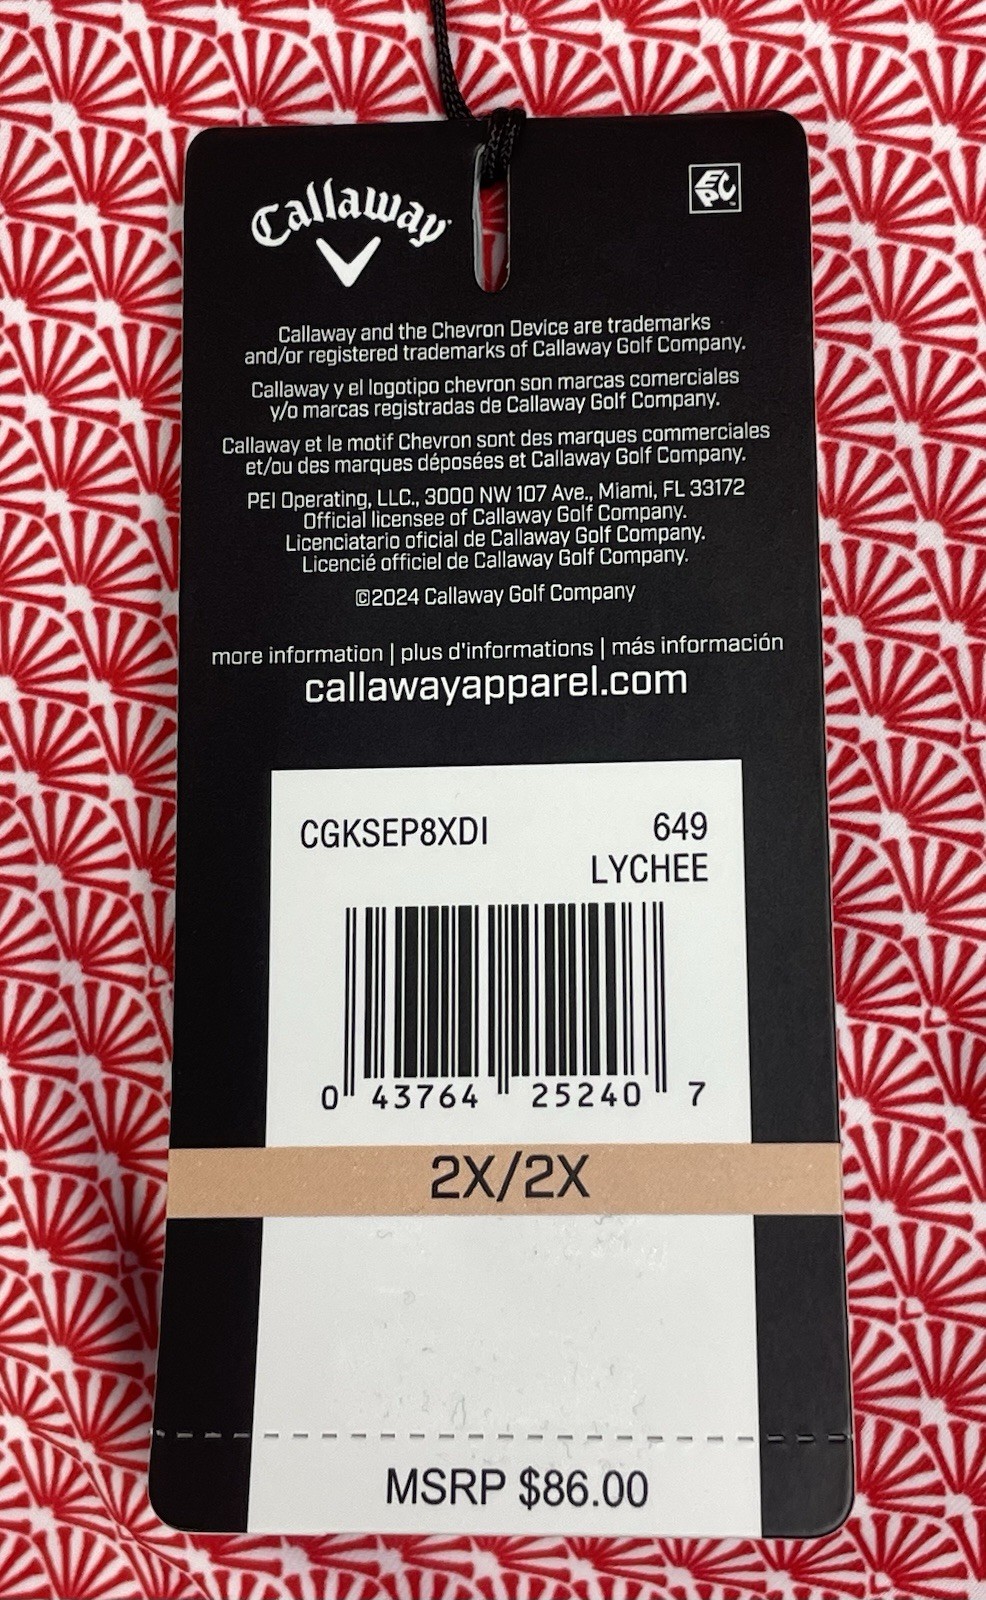 Callaway
EPC
Callaway and the Chevron Device are trademarks
and/or registered trademarks of Callaway Golf Company.
Callaway y el logotipo chevron son marcas comerciales
y/o marcas registradas de Callaway Golf Company.
Callaway et le motif Chevron sont des marques commerciales
et/ou des marques déposées et Callaway Golf Company.
PEI Operating, LLC., 3000 NW 107 Ave., Miami, FL 33172
Official licensee of Callaway Golf Company.
Licenciatario oficial de Callaway Golf Company.
Licencié officiel de Callaway Golf Company.
©2024 Callaway Golf Company
more information | plus d'informations | más información
callawayapparel.com
CGKSEP8XDI 649
LYCHEE
0 43764 25240 7
2X/2X
MSRP $86.00